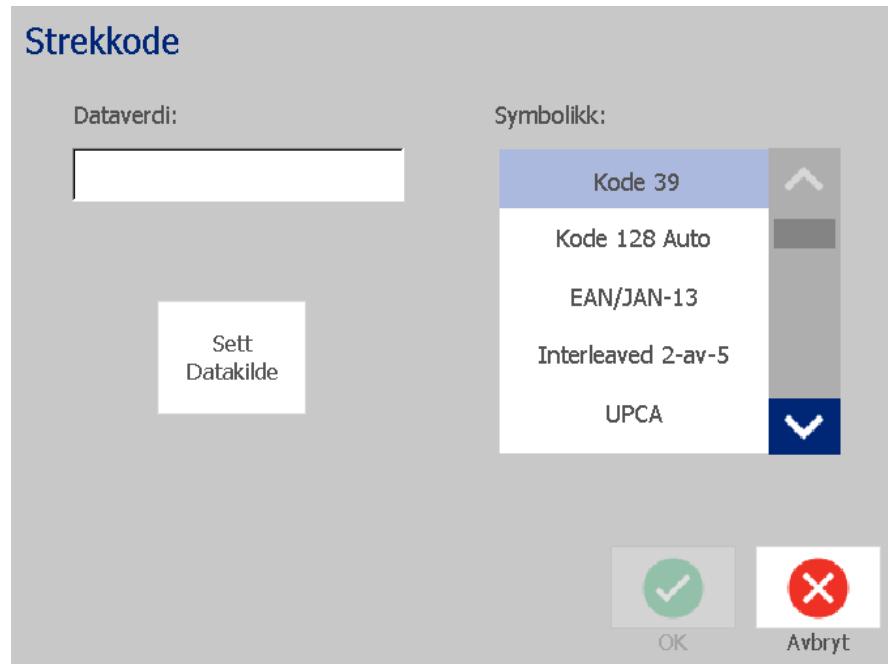 Strekkode
Dataverdi:
Symbolikk:
Kode 39
Kode 128 Auto
EAN/JAN-13
Interleaved 2-av-5
UPCA
Sett
Datakilde
OK
Avbryt